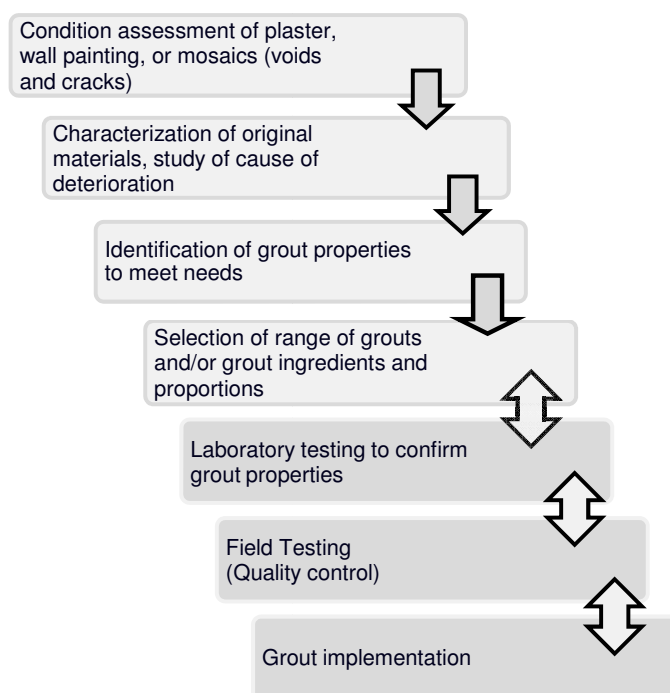 Condition assessment of plaster,
wall painting, or mosaics (voids
and cracks)
Characterization of original
materials, study of cause of
deterioration
Identification of grout properties
to meet needs
Selection of range of grouts
and/or grout ingredients and
proportions
Laboratory testing to confirm
grout properties
Field Testing
(Quality control)
Grout implementation